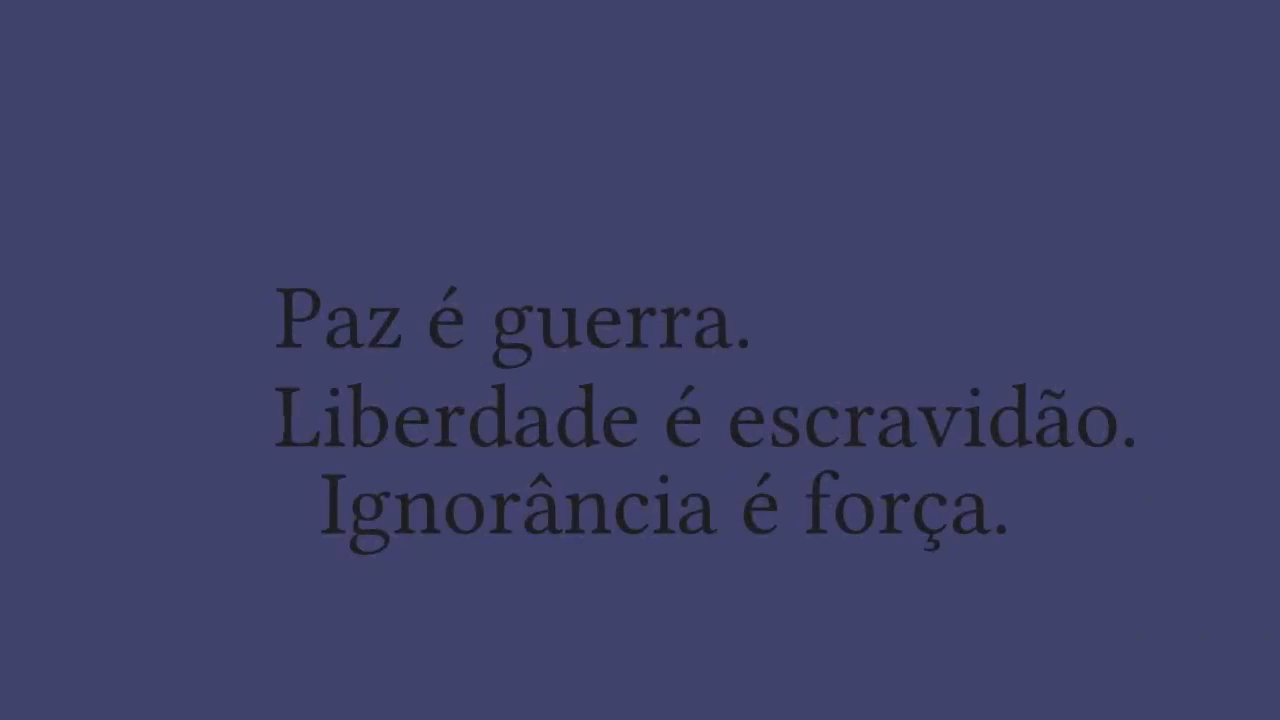 Paz é guerra.
Liberdade é escravidão.
Ignorância é força.